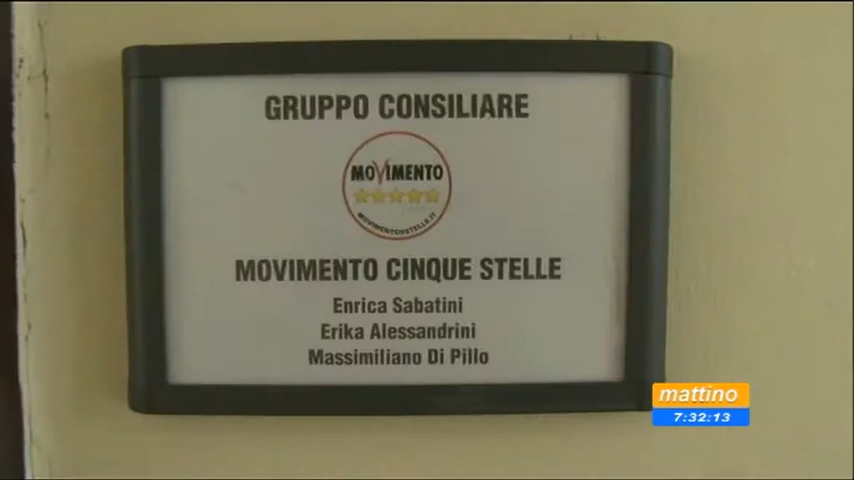 GRUPPO CONSILIARE
MOVIMENTO
MOVIMENTO5STELLE.IT
MOVIMENTO CINQUE STELLE
Enrica Sabatini
Erika Alessandrini
Massimiliano Di Pillo
mattino
7:32:13